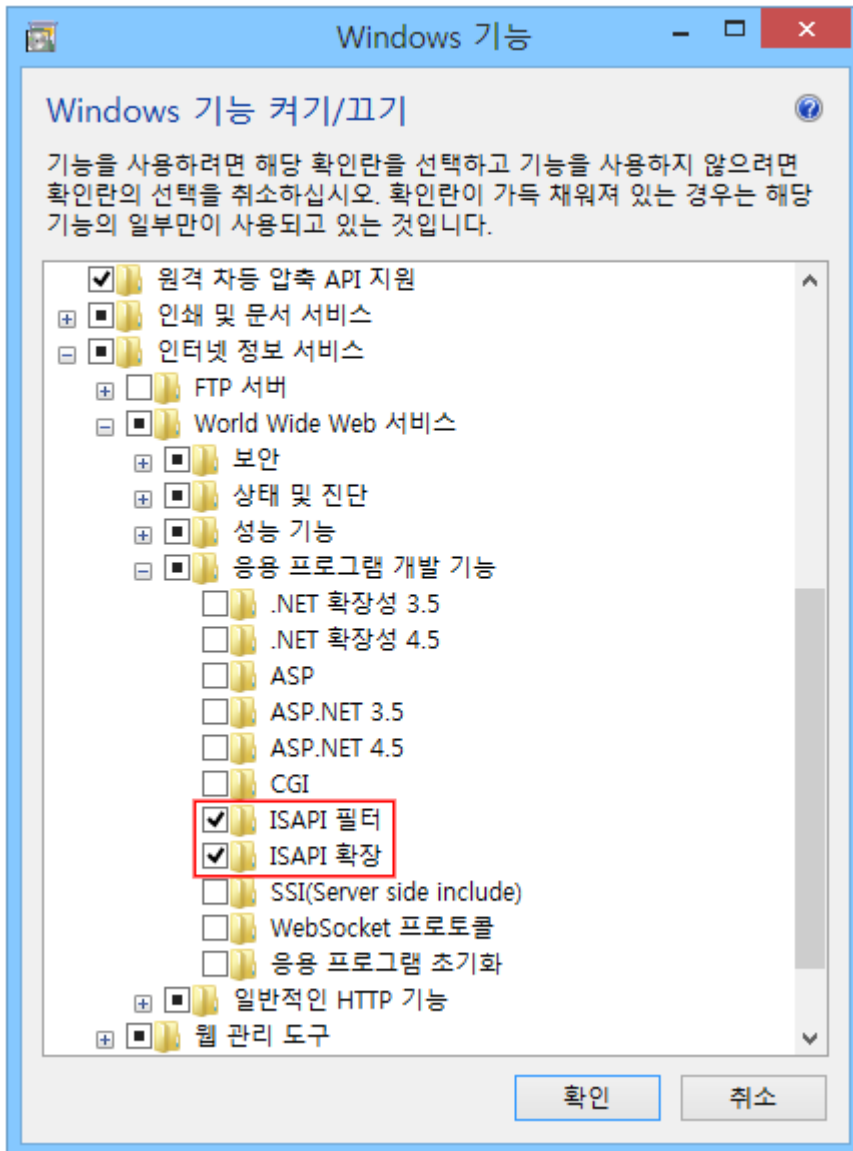 Windows 기능
Windows 기능 켜기/끄기
기능을 사용하려면 해당 확인란을 선택하고 기능을 사용하지 않으려면
확인란의 선택을 취소하십시오. 확인란이 가득 채워져 있는 경우는 해당
기능의 일부만이 사용되고 있는 것입니다.
원격 차등 압축 API 지원
인쇄 및 문서 서비스
인터넷 정보 서비스
FTP 서버
World Wide Web 서비스
보안
상태 및 진단
성능 기능
응용 프로그램 개발 기능
.NET 확장성 3.5
.NET 확장성 4.5
ASP
ASP.NET 3.5
ASP.NET 4.5
CGI
ISAPI 필터
ISAPI 확장
SSI(Server side include)
WebSocket 프로토콜
응용 프로그램 초기화
일반적인 HTTP 기능
웹 관리 도구
확인 취소